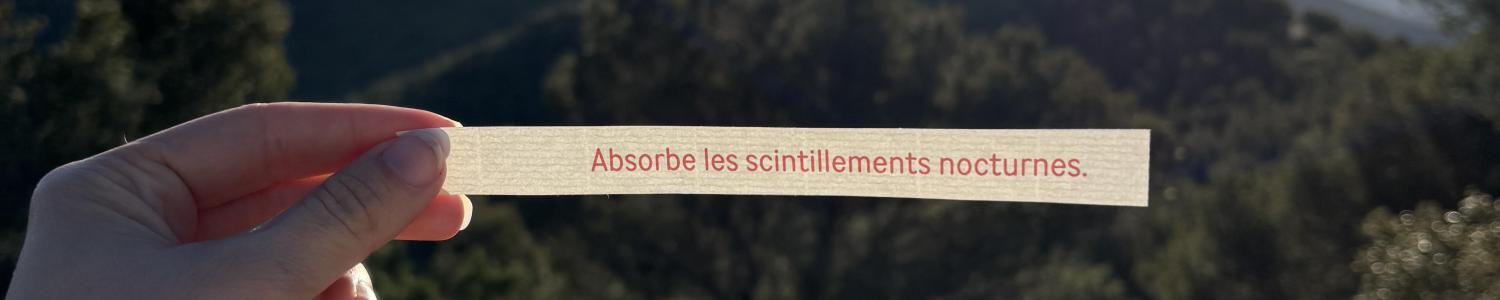 Absorbe les scintillements nocturnes.